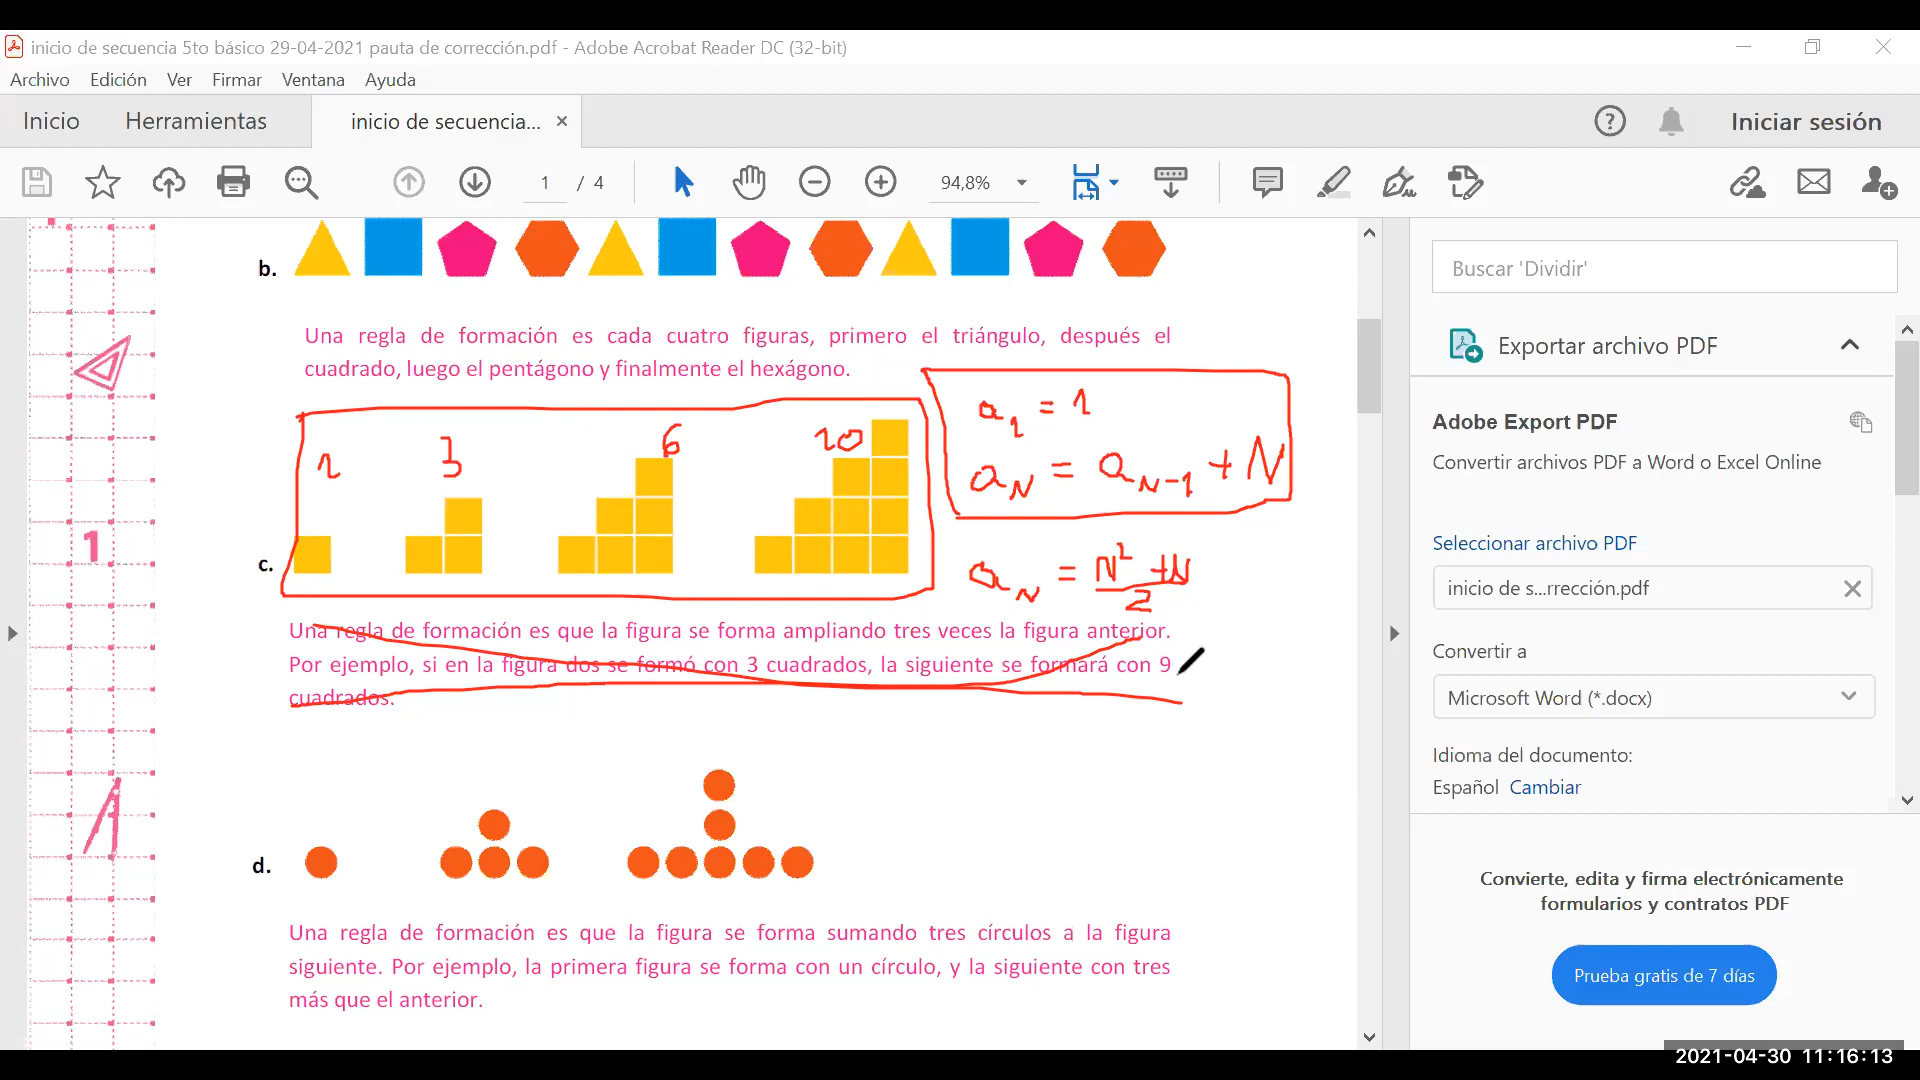 inicio de secuencia 5to básico 29-04-2021 pauta de corrección.pdf - Adobe Acrobat Reader DC (32-bit)
Archivo Edición Ver Firmar Ventana Ayuda
Inicio Herramientas inicio de secuencia... × Iniciar sesión
1 / 4 94,8%
b.
Una regla de formación es cada cuatro figuras, primero el triángulo, después el
cuadrado, luego el pentágono y finalmente el hexágono.
a₁ = 1
aN = aN-1 + N
1 3 6 10
c.
aN = N² + N / 2
Una regla de formación es que la figura se forma ampliando tres veces la figura anterior.
Por ejemplo, si en la figura dos se formó con 3 cuadrados, la siguiente se formará con 9
cuadrados.
1
d.
Una regla de formación es que la figura se forma sumando tres círculos a la figura
siguiente. Por ejemplo, la primera figura se forma con un círculo, y la siguiente con tres
más que el anterior.
Buscar 'Dividir'
Exportar archivo PDF
Adobe Export PDF
Convertir archivos PDF a Word o Excel Online
Seleccionar archivo PDF
inicio de s...rrección.pdf
Convertir a
Microsoft Word (*.docx)
Idioma del documento:
Español Cambiar
Convierte, edita y firma electrónicamente
formularios y contratos PDF
Prueba gratis de 7 días
2021-04-30 11:16:13